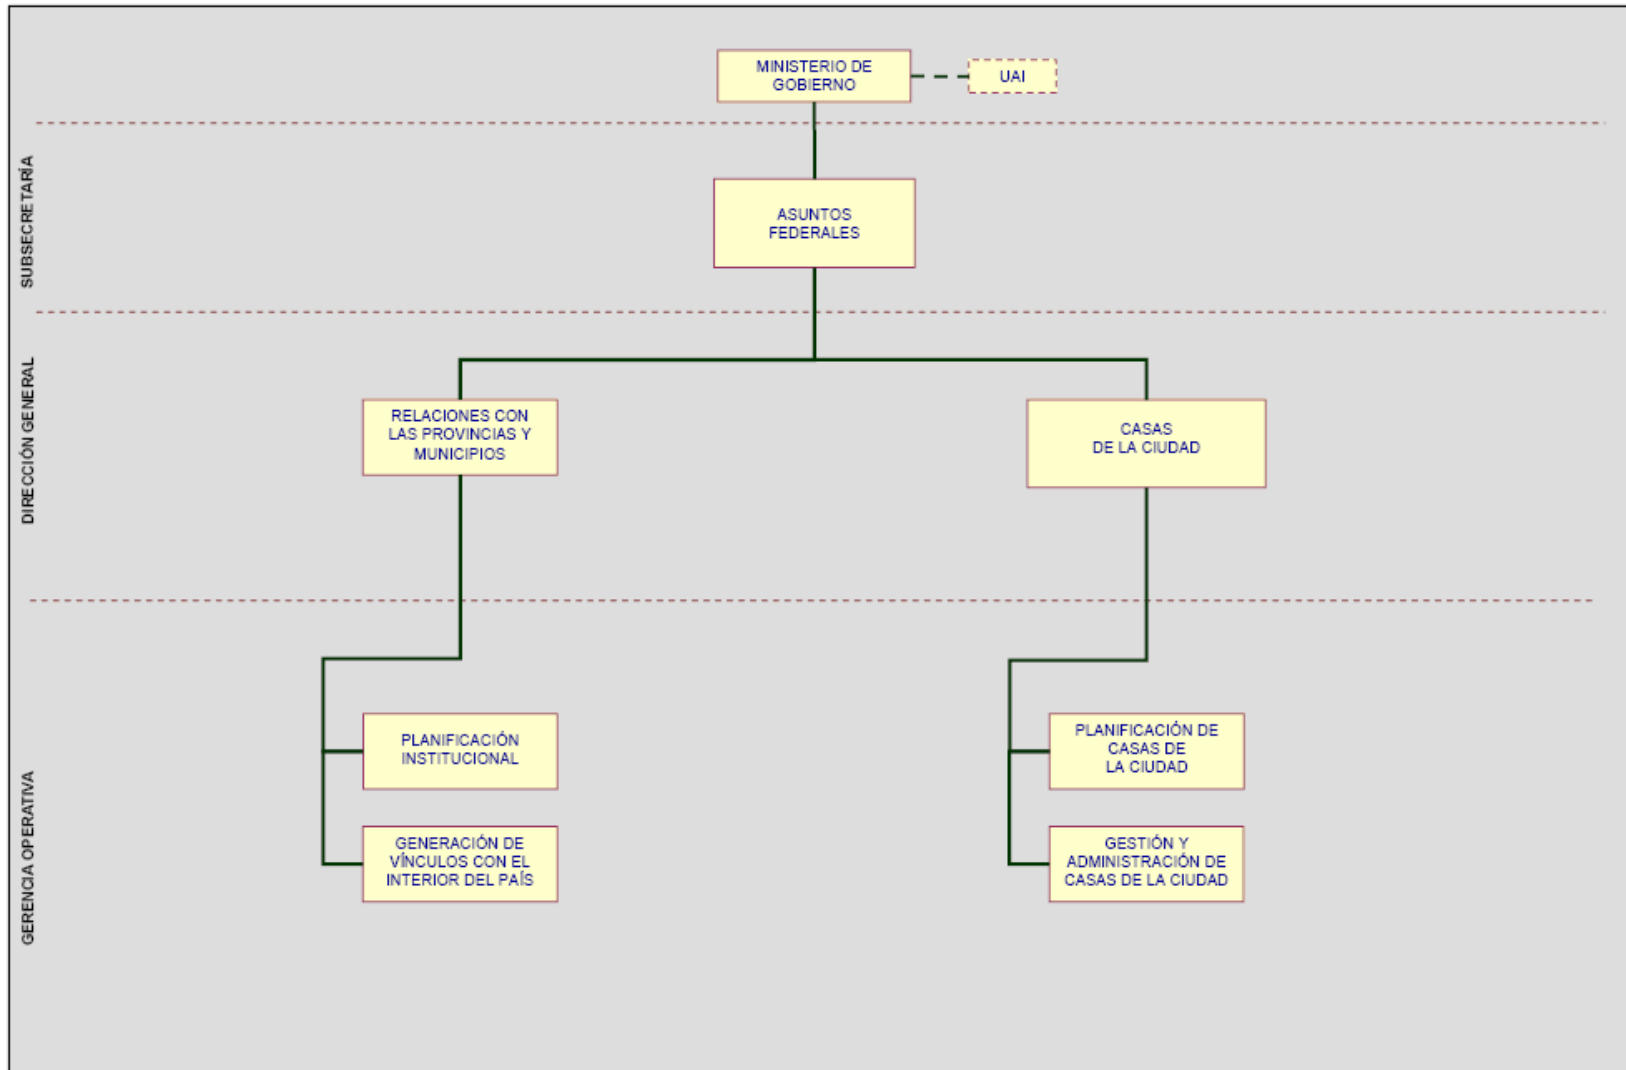 MINISTERIO DE
GOBIERNO
UAI
SUBSECRETARÍA
ASUNTOS
FEDERALES
DIRECCIÓN GENERAL
RELACIONES CON
LAS PROVINCIAS Y
MUNICIPIOS
CASAS
DE LA CIUDAD
GERENCIA OPERATIVA
PLANIFICACIÓN
INSTITUCIONAL
GENERACIÓN DE
VÍNCULOS CON EL
INTERIOR DEL PAÍS
PLANIFICACIÓN DE
CASAS DE
LA CIUDAD
GESTIÓN Y
ADMINISTRACIÓN DE
CASAS DE LA CIUDAD